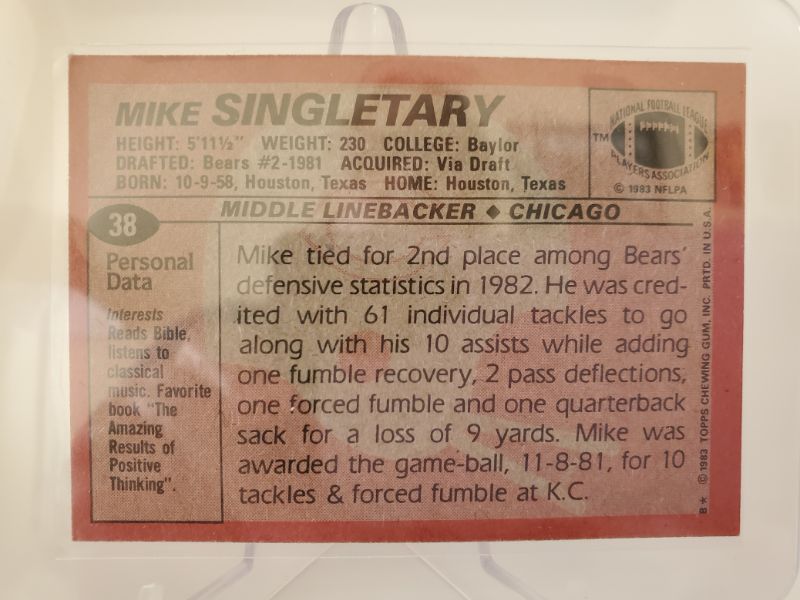 MIKE SINGLETARY
HEIGHT: 5'11½" WEIGHT: 230 COLLEGE: Baylor
DRAFTED: Bears #2-1981 ACQUIRED: Via Draft
BORN: 10-9-58, Houston, Texas HOME: Houston, Texas
NATIONAL FOOTBALL LEAGUE
PLAYERS ASSOCIATION
TM
© 1983 NFLPA
38
MIDDLE LINEBACKER ♦ CHICAGO
Personal
Data
Interests
Reads Bible,
listens to
classical
music. Favorite
book "The
Amazing
Results of
Positive
Thinking".
Mike tied for 2nd place among Bears'
defensive statistics in 1982. He was cred-
ited with 61 individual tackles to go
along with his 10 assists while adding
one fumble recovery, 2 pass deflections,
one forced fumble and one quarterback
sack for a loss of 9 yards. Mike was
awarded the game-ball, 11-8-81, for 10
tackles & forced fumble at K.C.
B★ ©1983 TOPPS CHEWING GUM, INC. PRTD. IN U.S.A.